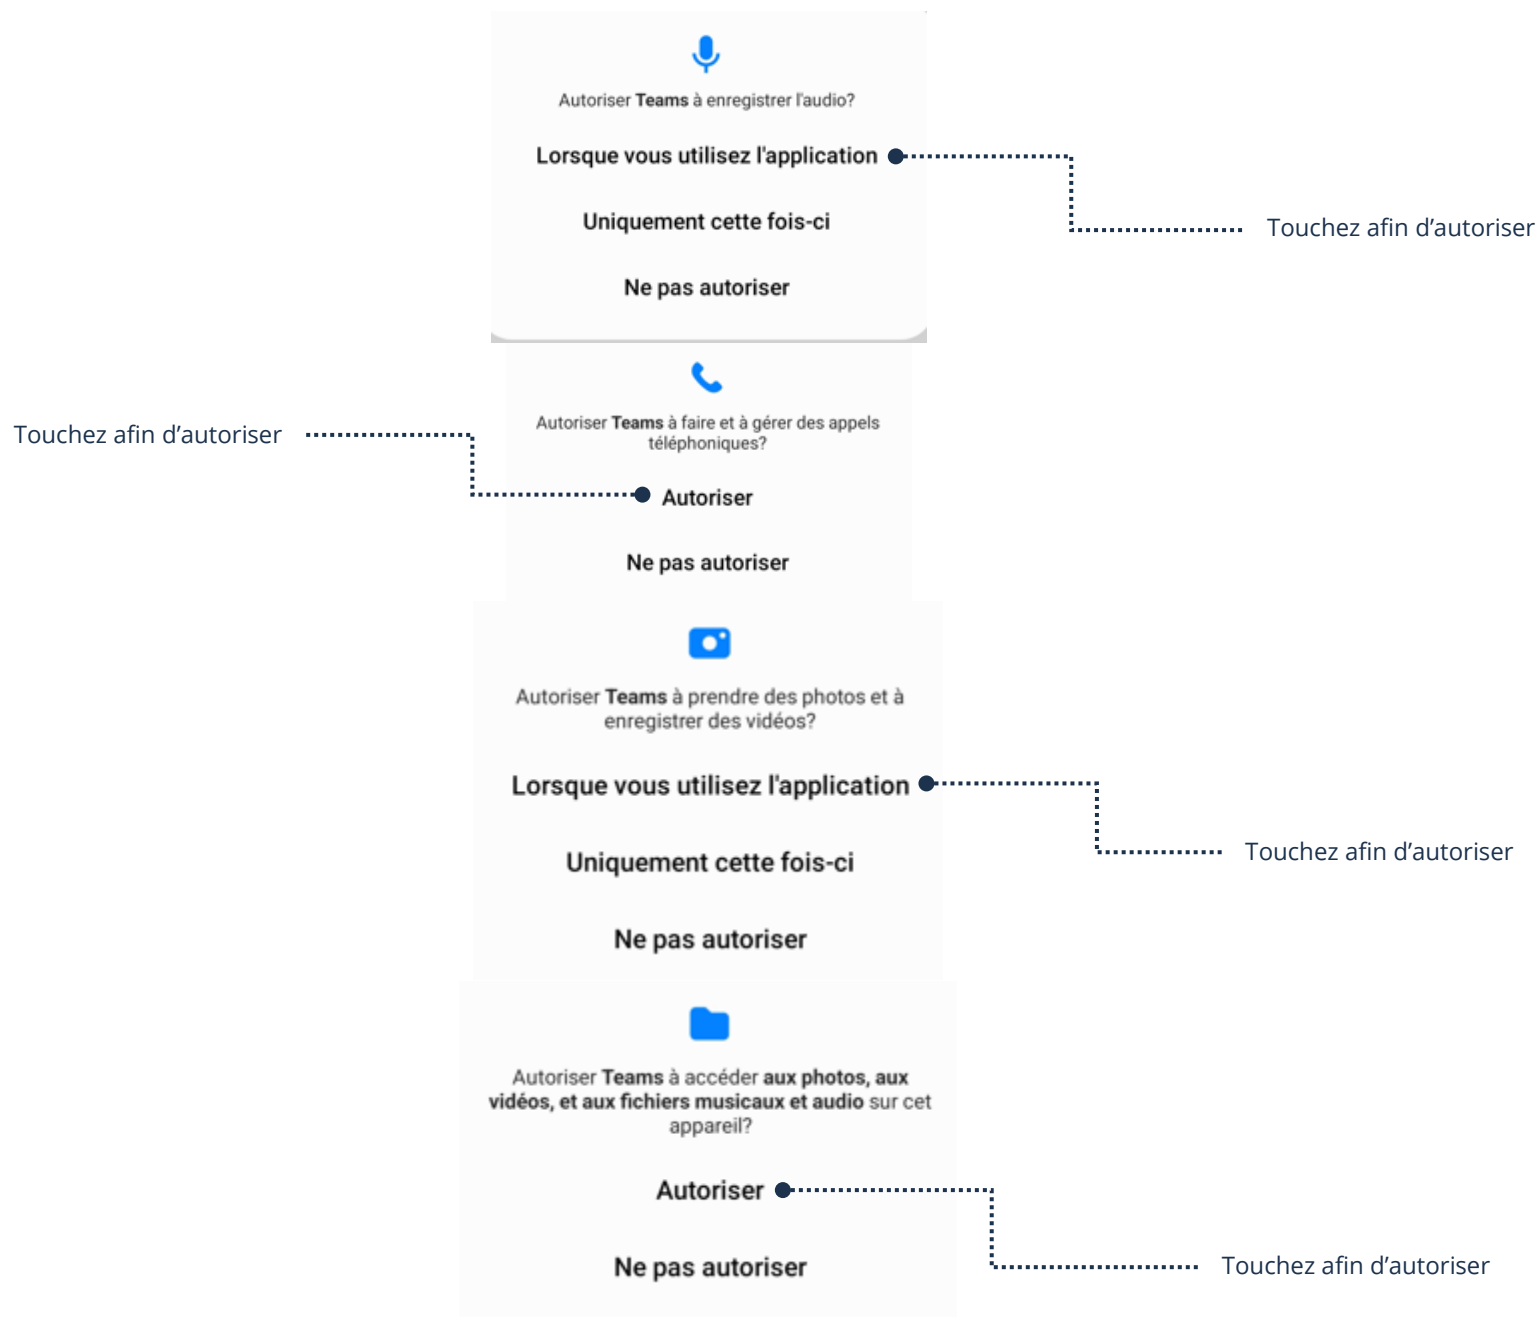 Autoriser Teams à enregistrer l'audio?
Lorsque vous utilisez l'application
Uniquement cette fois-ci
Touchez afin d’autoriser
Ne pas autoriser
Autoriser Teams à faire et à gérer des appels
téléphoniques?
Touchez afin d’autoriser
Autoriser
Ne pas autoriser
Autoriser Teams à prendre des photos et à
enregistrer des vidéos?
Lorsque vous utilisez l'application
Uniquement cette fois-ci
Touchez afin d’autoriser
Ne pas autoriser
Autoriser Teams à accéder aux photos, aux
vidéos, et aux fichiers musicaux et audio sur cet
appareil?
Autoriser
Ne pas autoriser
Touchez afin d’autoriser